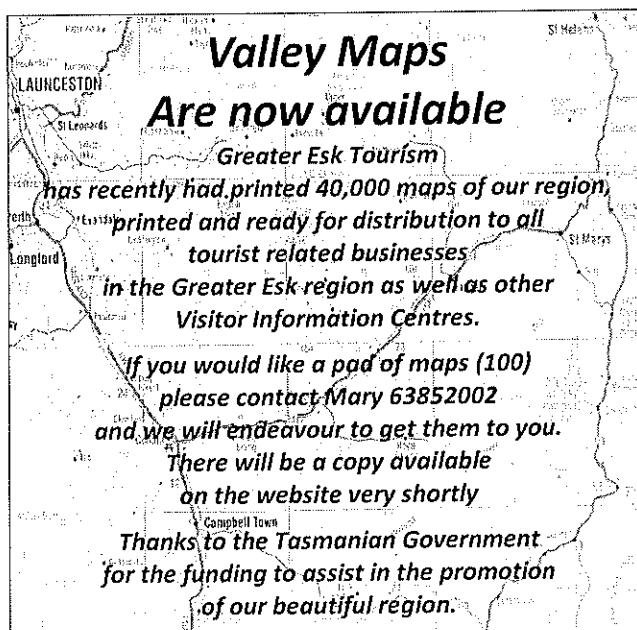 Valley Maps
Are now available
Greater Esk Tourism
has recently had printed 40,000 maps of our region,
printed and ready for distribution to all
tourist related businesses
in the Greater Esk region as well as other
Visitor Information Centres.
If you would like a pad of maps (100)
please contact Mary 63852002
and we will endeavour to get them to you.
There will be a copy available
on the website very shortly
Thanks to the Tasmanian Government
for the funding to assist in the promotion
of our beautiful region.
St Helens
LAUNCESTON
St Leonards
Perth
Longford
St Marys
Campbell Town